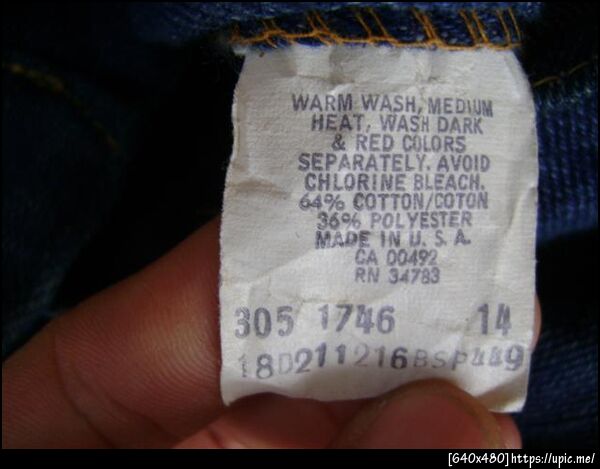 WARM WASH, MEDIUM
HEAT, WASH DARK
& RED COLORS
SEPARATELY. AVOID
CHLORINE BLEACH.
64% COTTON/COTON
36% POLYESTER
MADE IN U. S. A.
CA 00492
RN 34783
305 1746 14
18D211216BSP449
[640x480]https://upic.me/